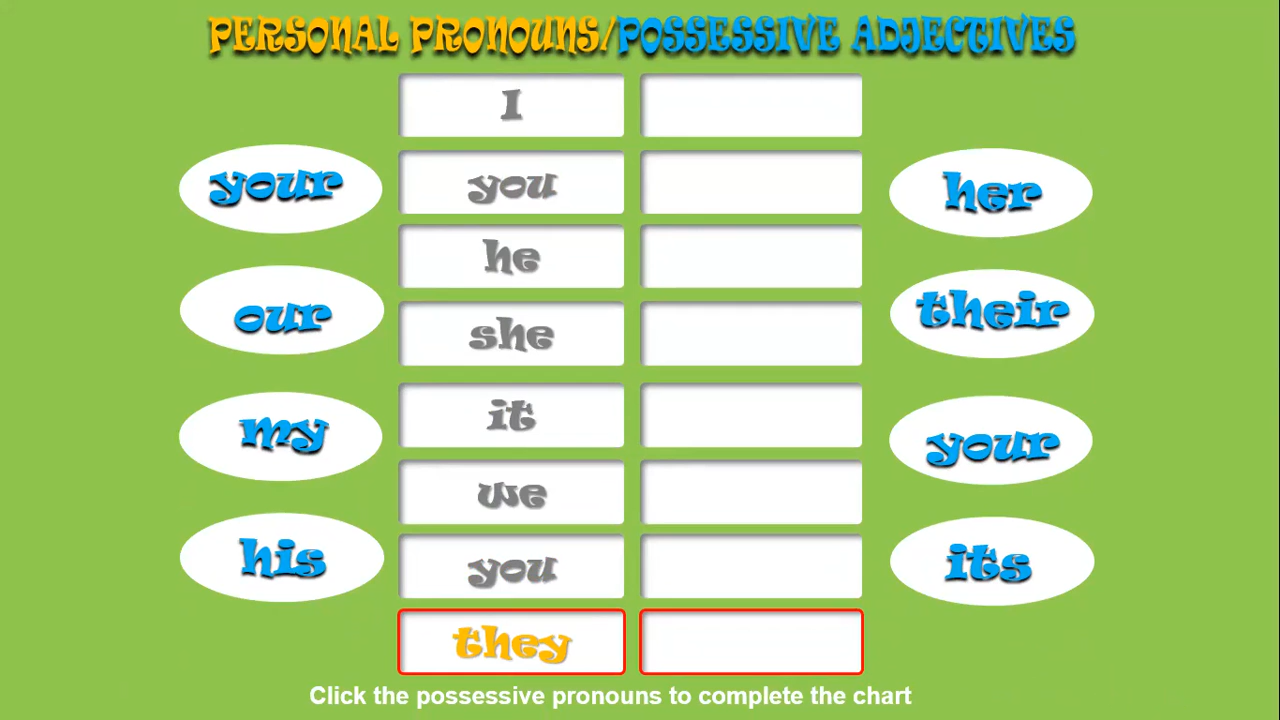 PERSONAL PRONOUNS/POSSESSIVE ADJECTIVES
I
your
you
her
he
our
their
she
my
it
your
we
his
you
its
they
Click the possessive pronouns to complete the chart